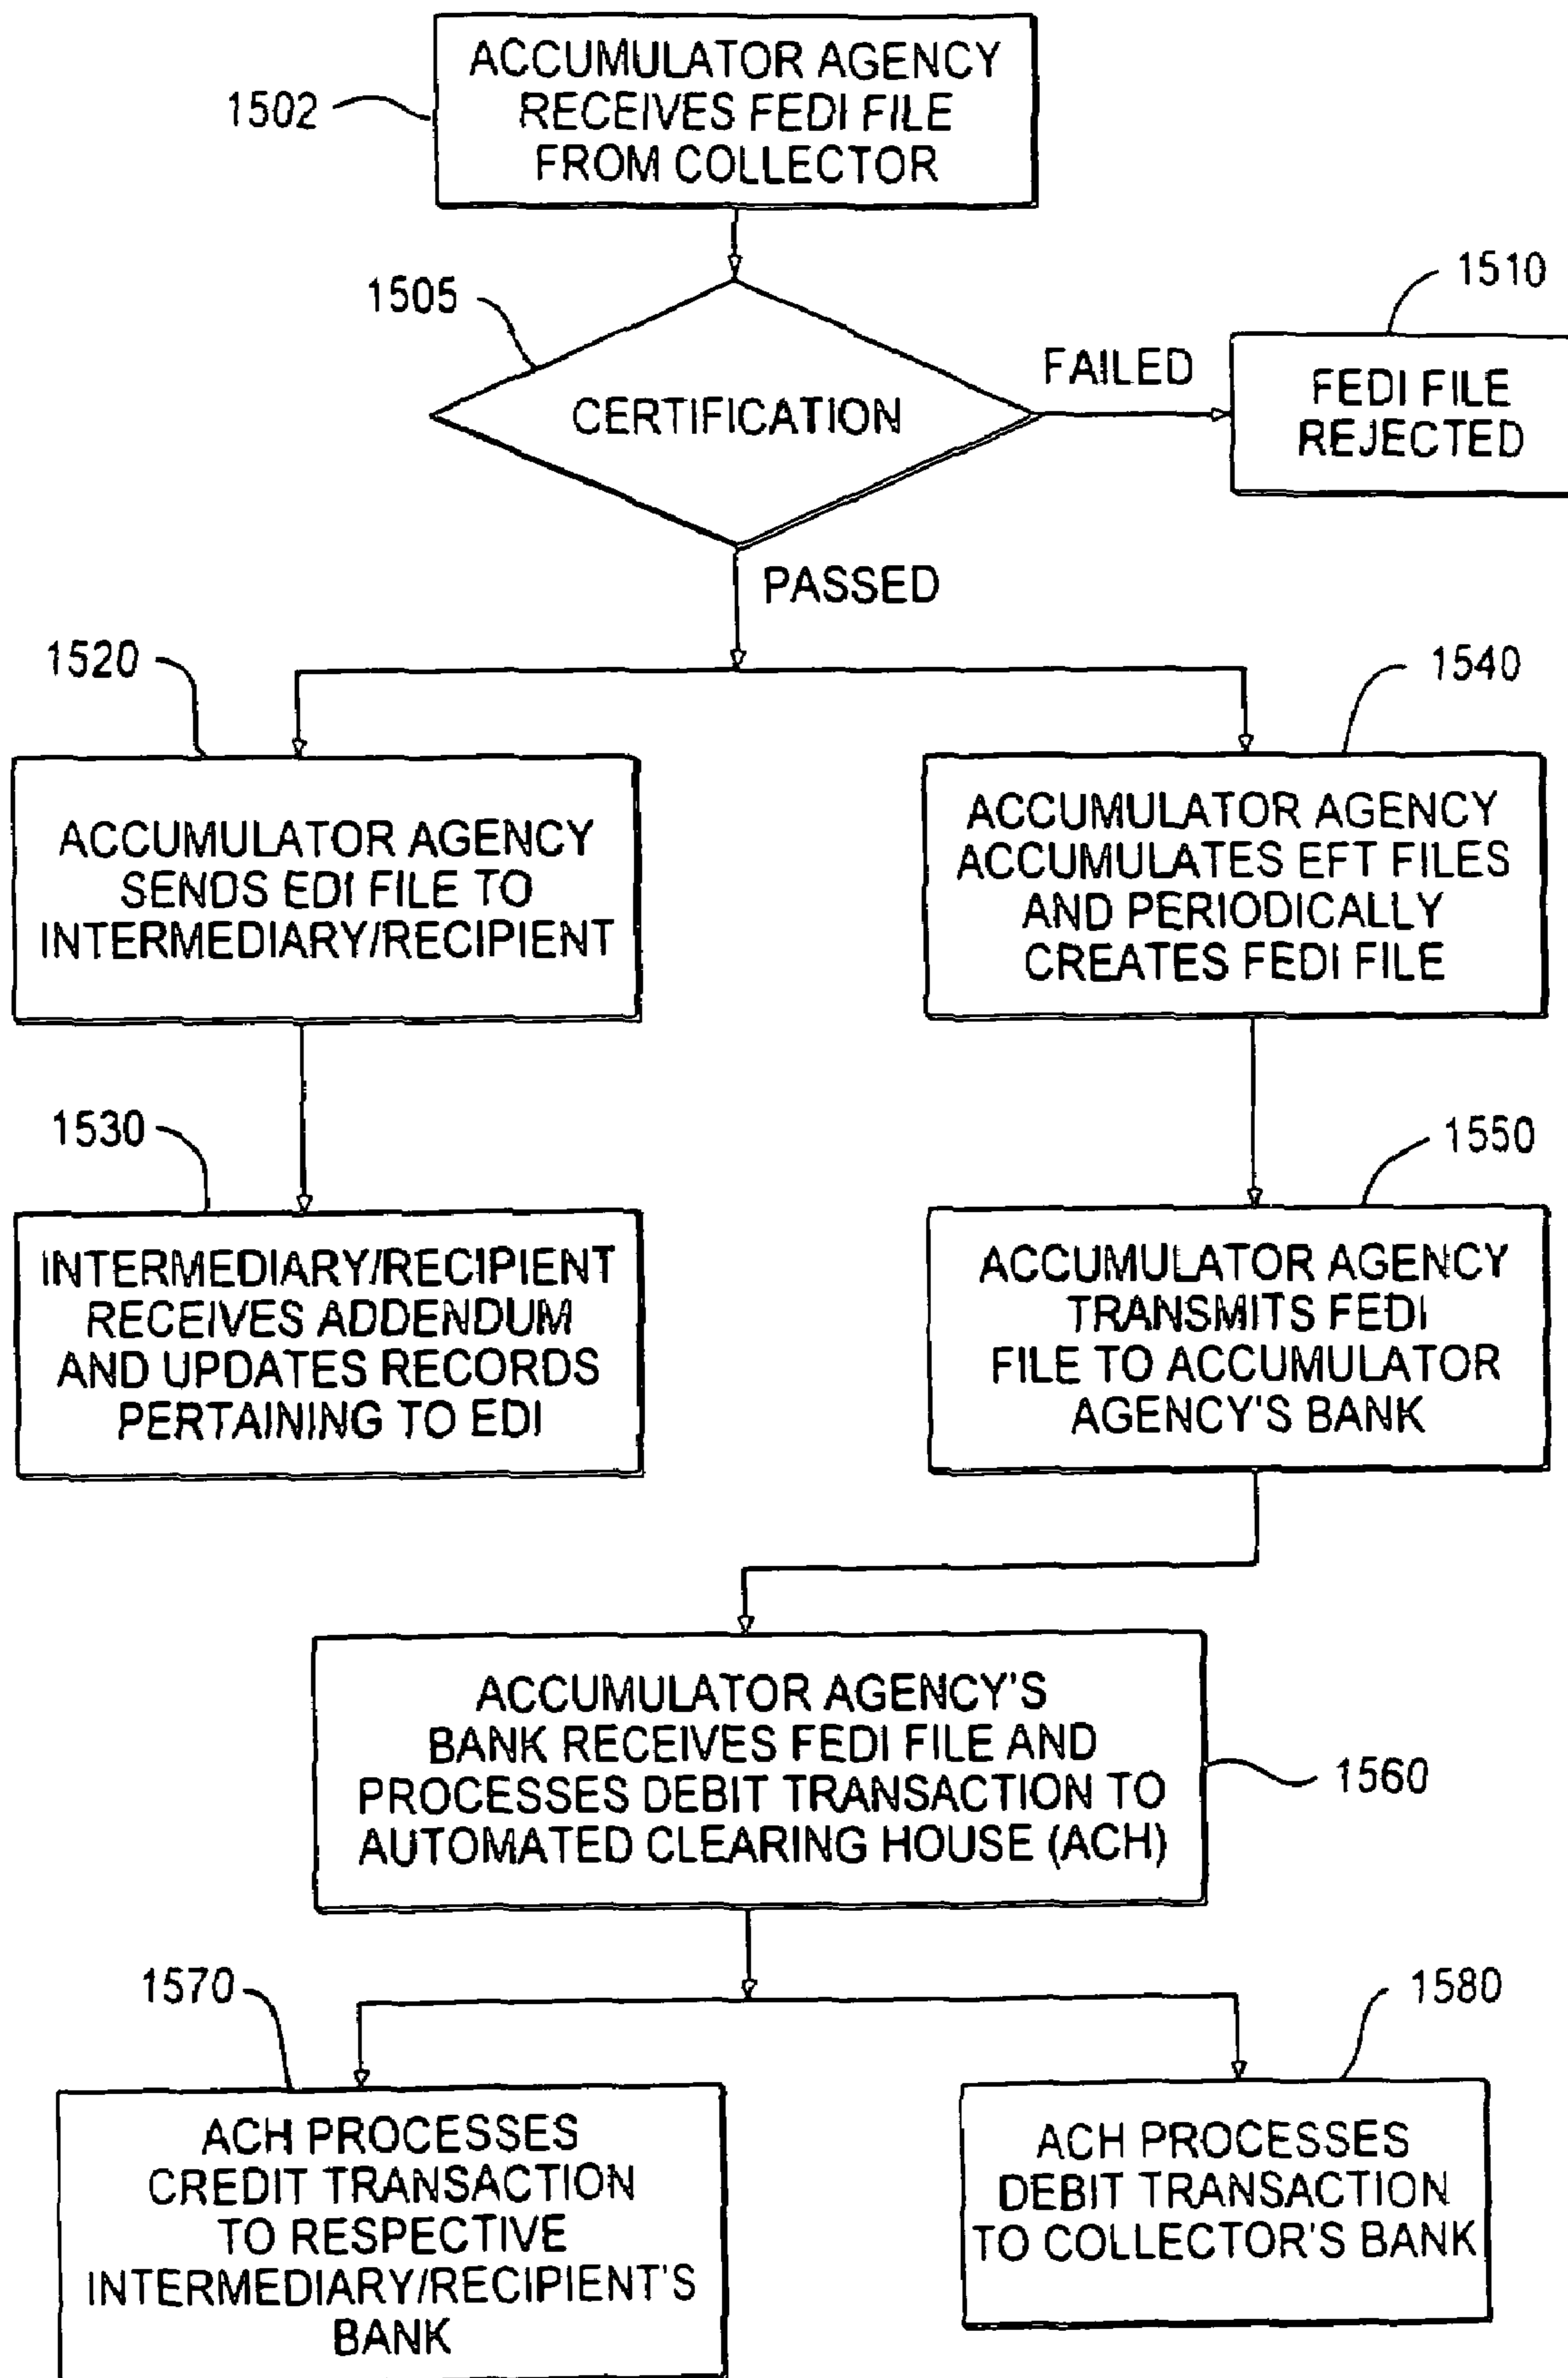 ACCUMULATOR AGENCY
RECEIVES FEDI FILE
FROM COLLECTOR
1502
1505
CERTIFICATION
FAILED
1510
FEDI FILE
REJECTED
PASSED
1520
ACCUMULATOR AGENCY
SENDS EDI FILE TO
INTERMEDIARY/RECIPIENT
1540
ACCUMULATOR AGENCY
ACCUMULATES EFT FILES
AND PERIODICALLY
CREATES FEDI FILE
1530
INTERMEDIARY/RECIPIENT
RECEIVES ADDENDUM
AND UPDATES RECORDS
PERTAINING TO EDI
1550
ACCUMULATOR AGENCY
TRANSMITS FEDI
FILE TO ACCUMULATOR
AGENCY'S BANK
ACCUMULATOR AGENCY'S
BANK RECEIVES FEDI FILE AND
PROCESSES DEBIT TRANSACTION TO
AUTOMATED CLEARING HOUSE (ACH)
1560
1570
ACH PROCESSES
CREDIT TRANSACTION
TO RESPECTIVE
INTERMEDIARY/RECIPIENT'S
BANK
1580
ACH PROCESSES
DEBIT TRANSACTION
TO COLLECTOR'S BANK